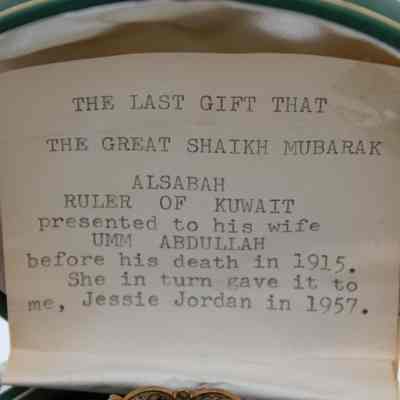 THE LAST GIFT THAT
THE GREAT SHAIKH MUBARAK
ALSABAH
RULER OF KUWAIT
presented to his wife
UMM ABDULLAH
before his death in 1915.
She in turn gave it to
me, Jessie Jordan in 1957.